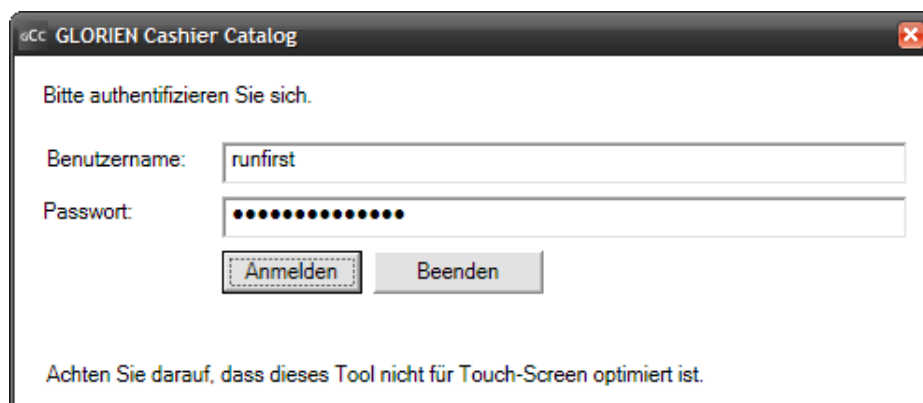 GCC GLORIEN Cashier Catalog
Bitte authentifizieren Sie sich.
Benutzername: runfirst
Passwort: ●●●●●●●●●●●●●●
Anmelden Beenden
Achten Sie darauf, dass dieses Tool nicht für Touch-Screen optimiert ist.